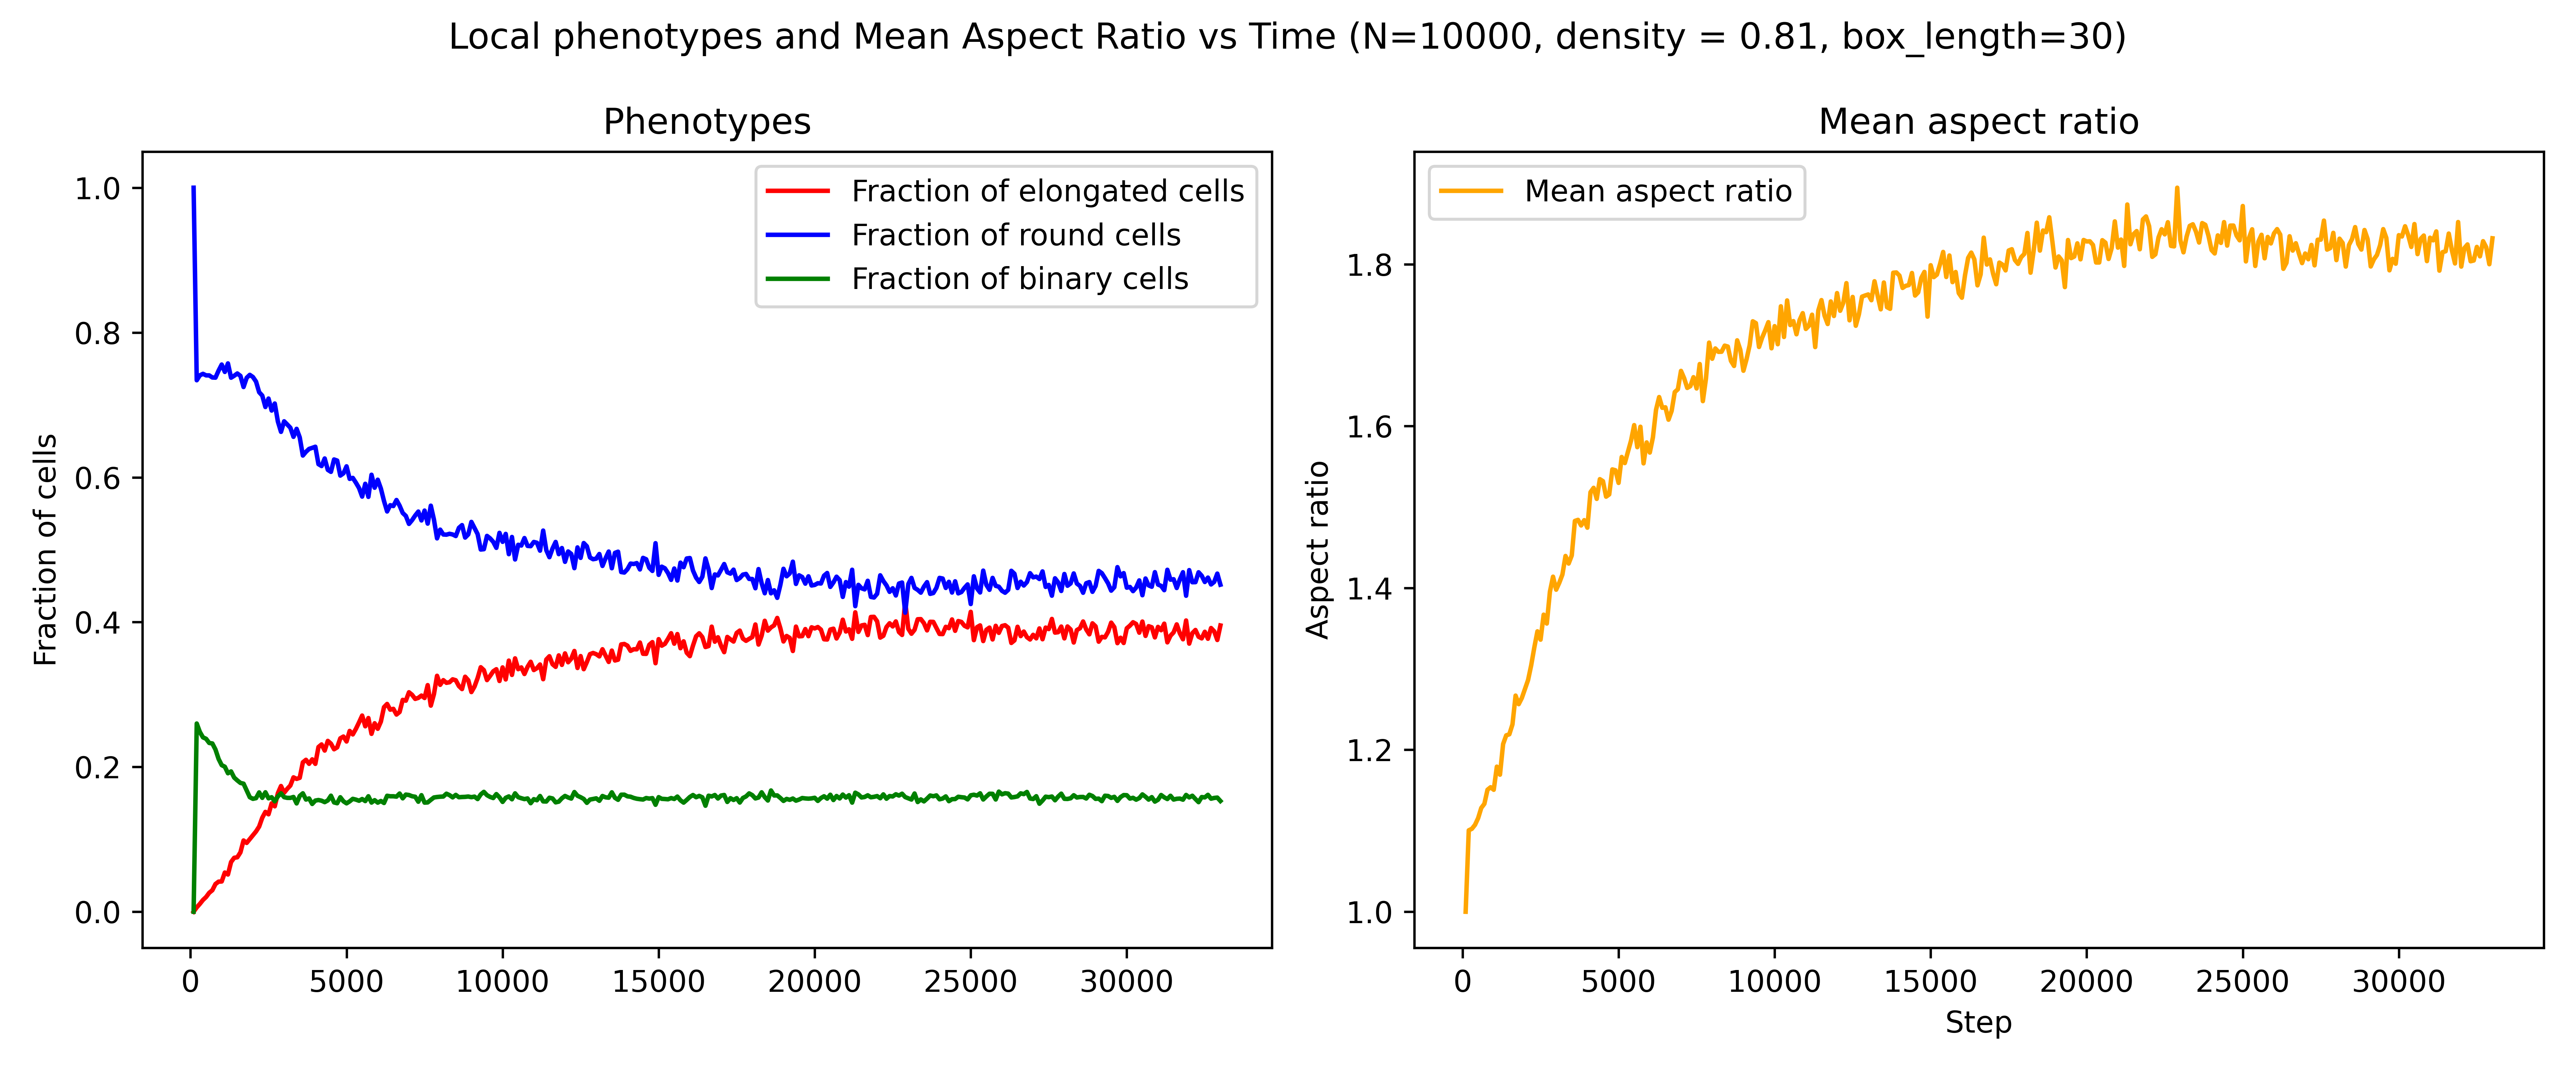 Local phenotypes and Mean Aspect Ratio vs Time (N=10000, density = 0.81, box_length=30)
Phenotypes
Fraction of cells
1.0
0.8
0.6
0.4
0.2
0.0
Fraction of elongated cells
Fraction of round cells
Fraction of binary cells
0 5000 10000 15000 20000 25000 30000
Mean aspect ratio
Aspect ratio
1.8
1.6
1.4
1.2
1.0
Mean aspect ratio
0 5000 10000 15000 20000 25000 30000
Step